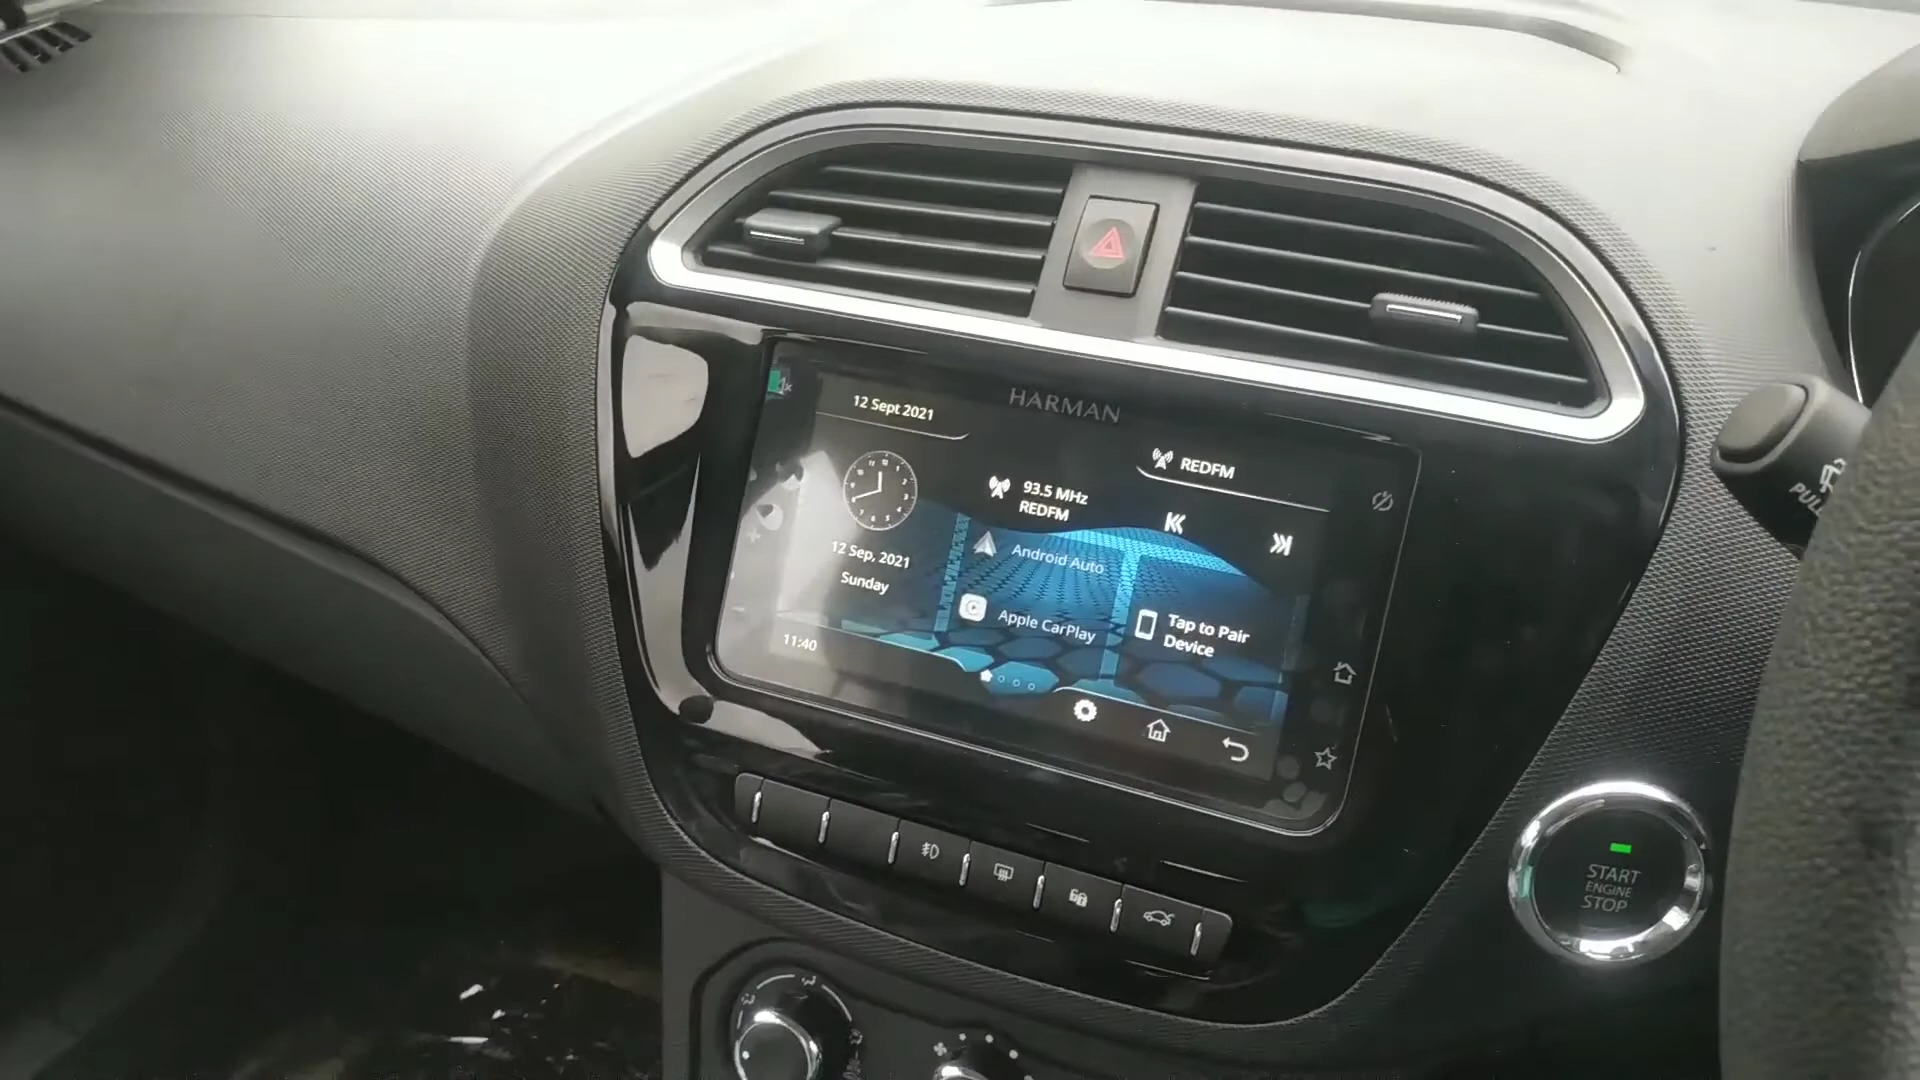 HARMAN
12 Sept 2021
REDFM
93.5 MHz
REDFM
12 Sep, 2021
Sunday
Android Auto
Apple CarPlay
Tap to Pair
Device
11:40
START
ENGINE
STOP